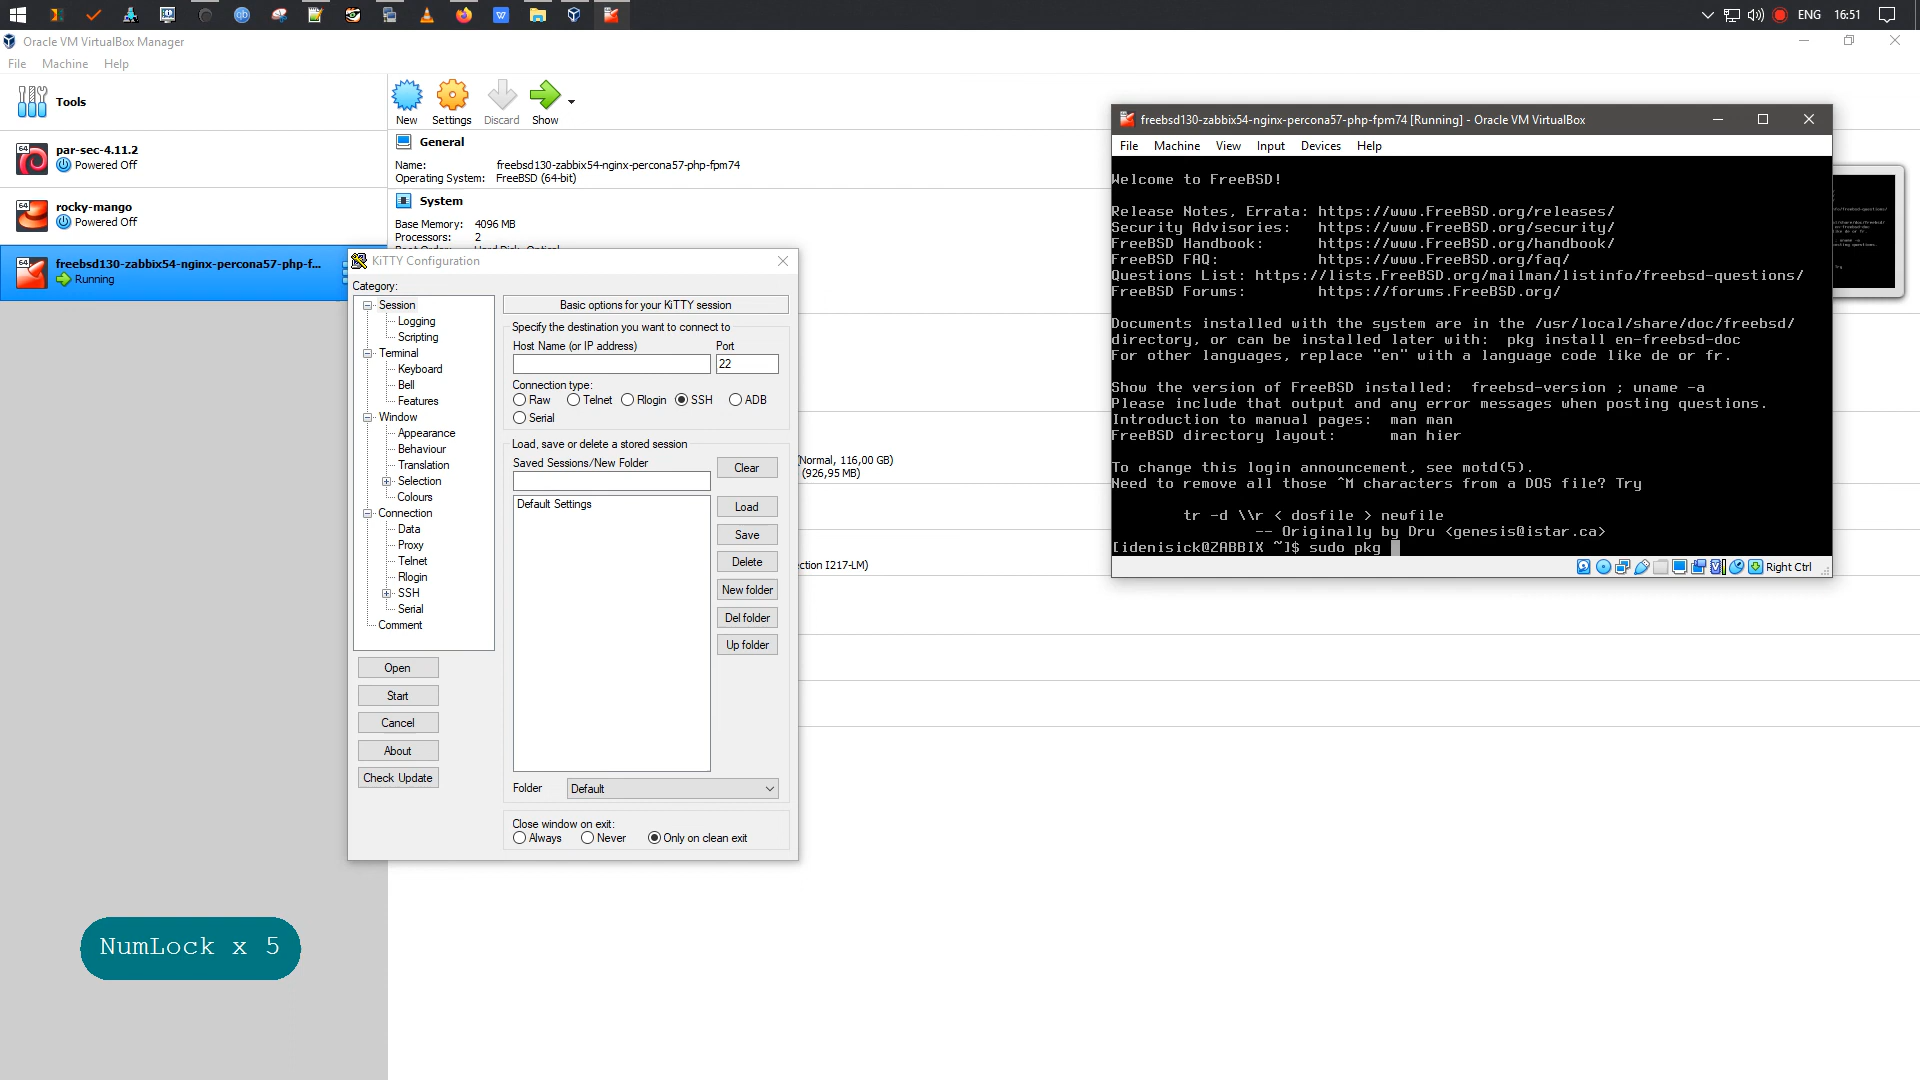 ENG
16:51
Oracle VM VirtualBox Manager
File Machine Help
Tools
New Settings Discard Show
par-sec-4.11.2
Powered Off
rocky-mango
Powered Off
freebsd130-zabbix54-nginx-percona57-php-f...
Running
General
Name: freebsd130-zabbix54-nginx-percona57-php-fpm74
Operating System: FreeBSD (64-bit)
System
Base Memory: 4096 MB
Processors: 2
(Normal, 116,00 GB)
(926,95 MB)
ction I217-LM)
KiTTY Configuration
Category:
Session
Logging
Scripting
Terminal
Keyboard
Bell
Features
Window
Appearance
Behaviour
Translation
Selection
Colours
Connection
Data
Proxy
Telnet
Rlogin
SSH
Serial
Comment
Open
Start
Cancel
About
Check Update
Basic options for your KiTTY session
Specify the destination you want to connect to
Host Name (or IP address) Port
22
Connection type:
Raw Telnet Rlogin SSH ADB
Serial
Load, save or delete a stored session
Saved Sessions/New Folder
Clear
Default Settings
Load
Save
Delete
New folder
Del folder
Up folder
Folder Default
Close window on exit:
Always Never Only on clean exit
freebsd130-zabbix54-nginx-percona57-php-fpm74 [Running] - Oracle VM VirtualBox
File Machine View Input Devices Help
Welcome to FreeBSD!
Release Notes, Errata: https://www.FreeBSD.org/releases/
Security Advisories: https://www.FreeBSD.org/security/
FreeBSD Handbook: https://www.FreeBSD.org/handbook/
FreeBSD FAQ: https://www.FreeBSD.org/faq/
Questions List: https://lists.FreeBSD.org/mailman/listinfo/freebsd-questions/
FreeBSD Forums: https://forums.FreeBSD.org/
Documents installed with the system are in the /usr/local/share/doc/freebsd/
directory, or can be installed later with: pkg install en-freebsd-doc
For other languages, replace "en" with a language code like de or fr.
Show the version of FreeBSD installed: freebsd-version ; uname -a
Please include that output and any error messages when posting questions.
Introduction to manual pages: man man
FreeBSD directory layout: man hier
To change this login announcement, see motd(5).
Need to remove all those ^M characters from a DOS file? Try
tr -d \\r < dosfile > newfile
-- Originally by Dru <genesis@istar.ca>
[idenisick@ZABBIX ~]$ sudo pkg
Right Ctrl
NumLock x 5